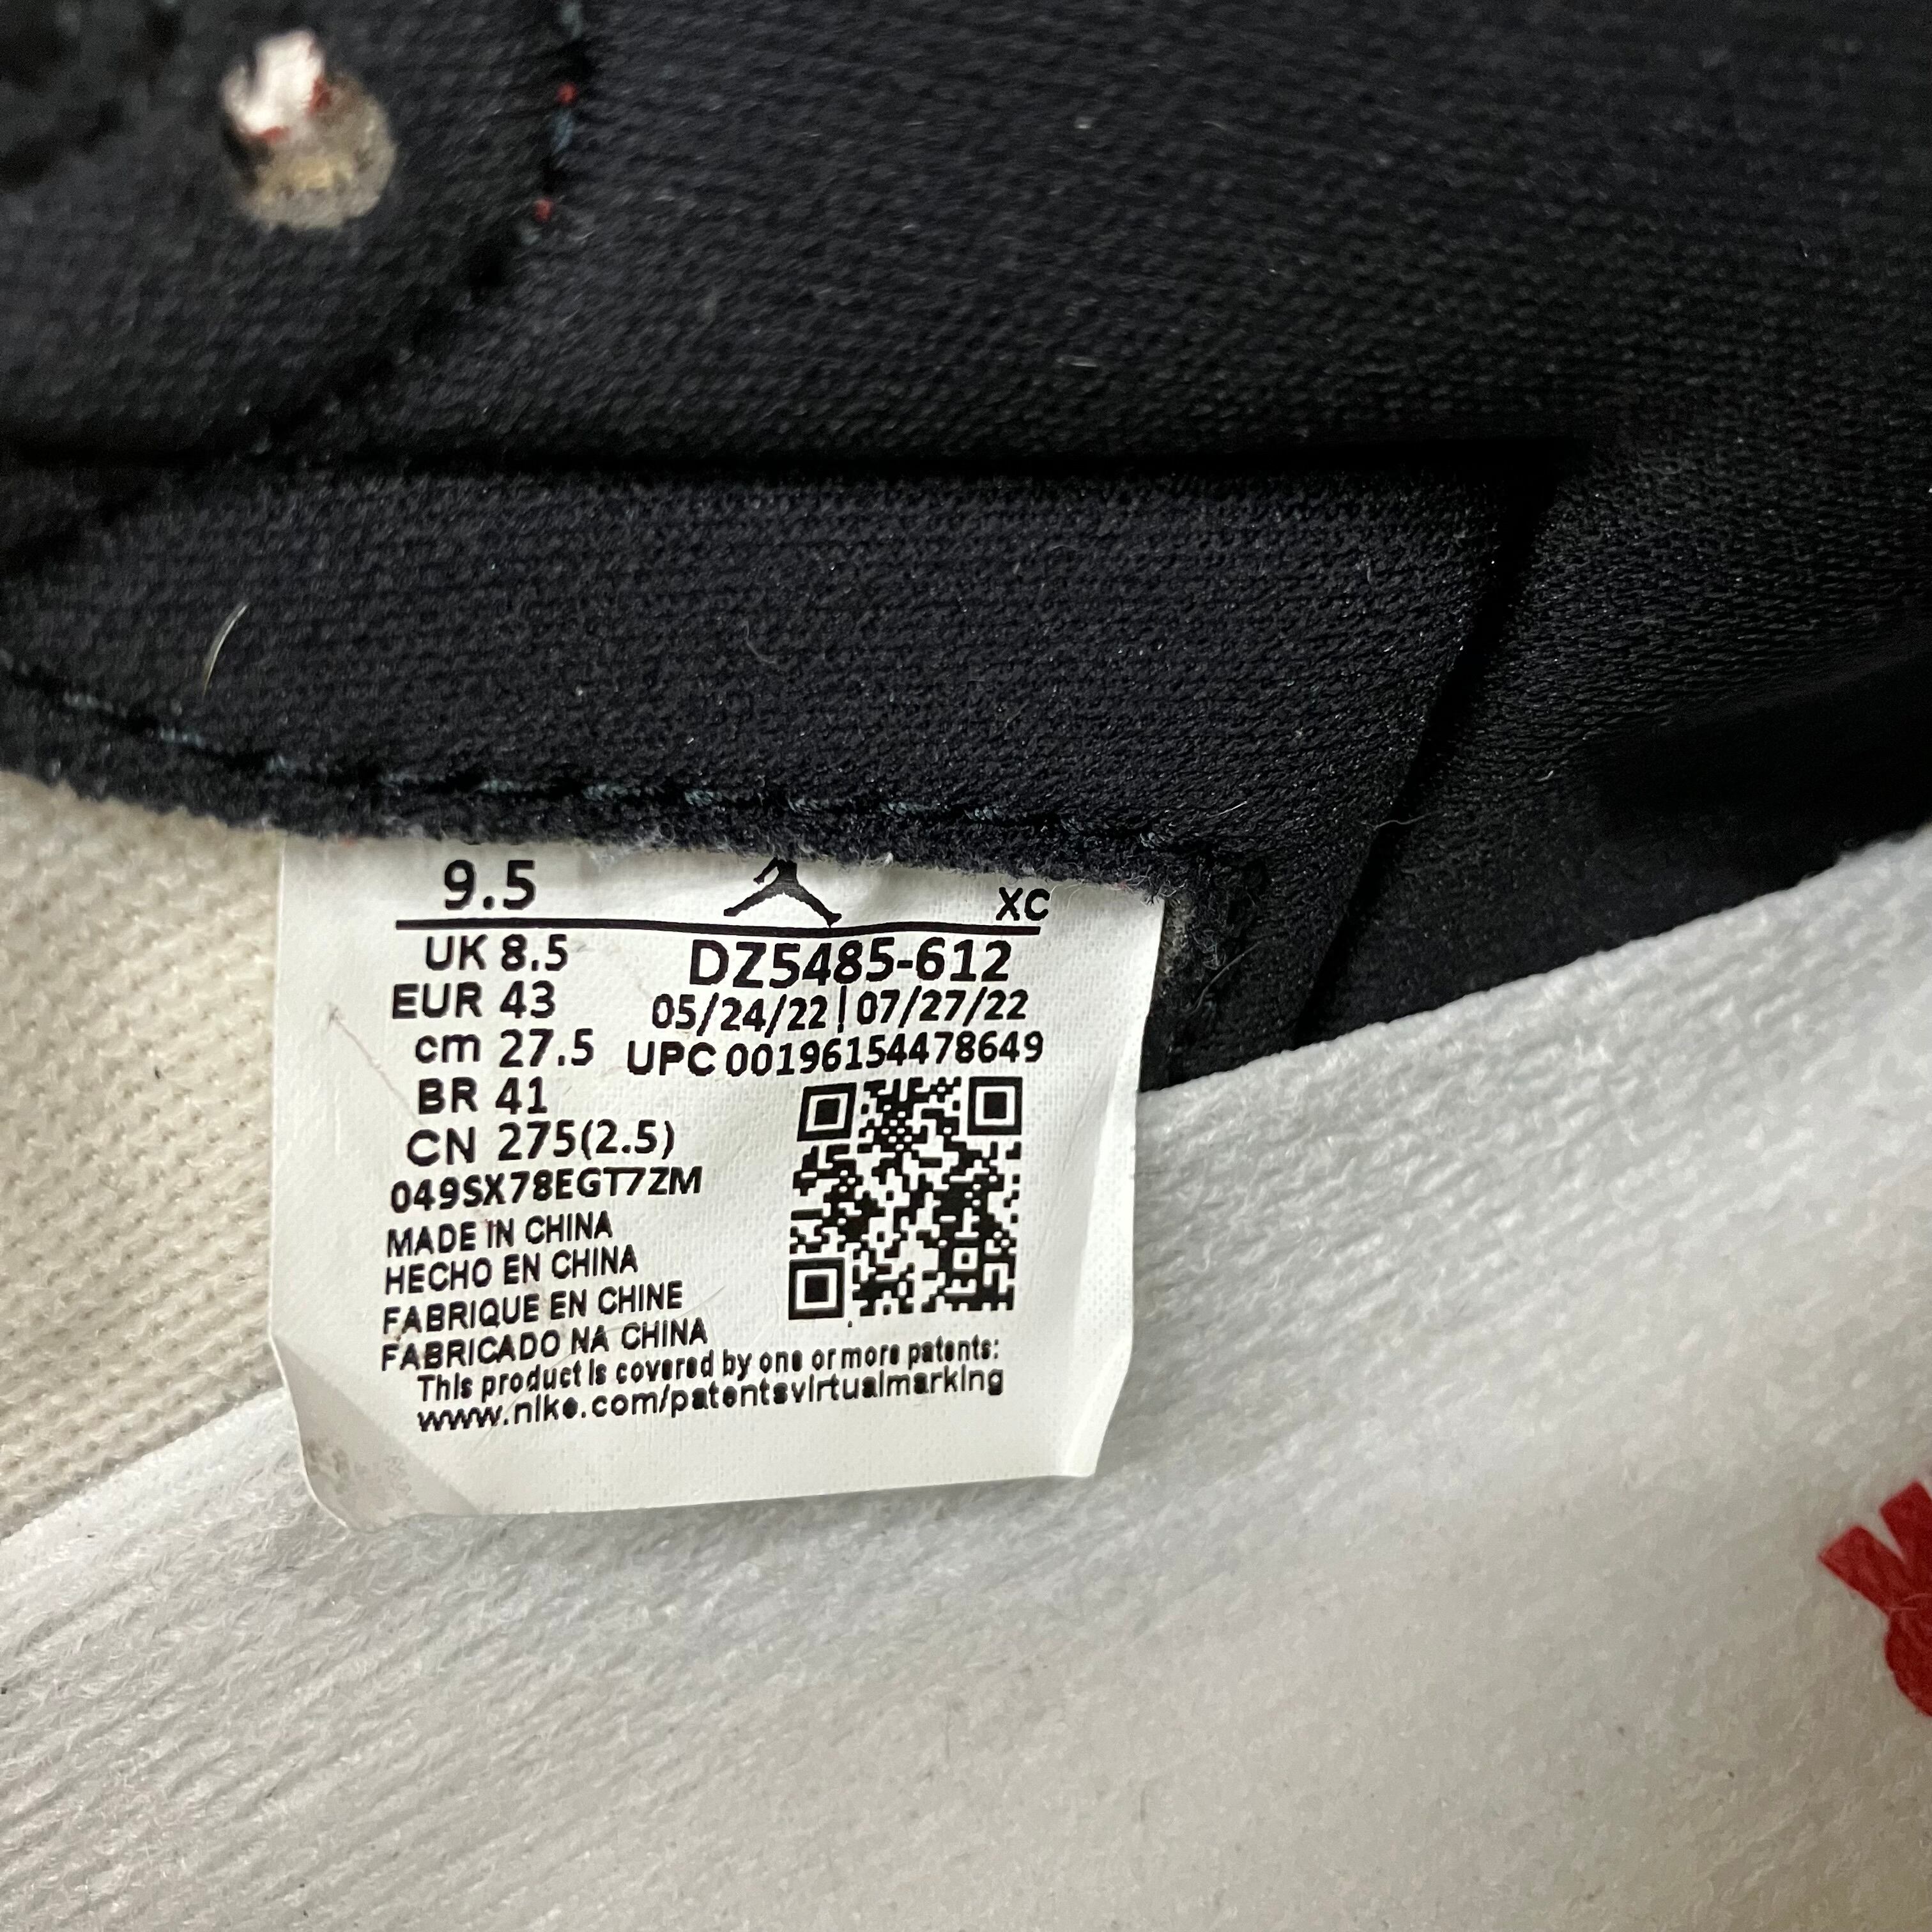 9.5 XC
UK 8.5 DZ5485-612
EUR 43 05/24/22 | 07/27/22
cm 27.5 UPC 00196154478649
BR 41
CN 275(2.5)
049SX78EGT7ZM
MADE IN CHINA
HECHO EN CHINA
FABRIQUE EN CHINE
FABRICADO NA CHINA
This product is covered by one or more patents:
www.nike.com/patentsvirtualmarking